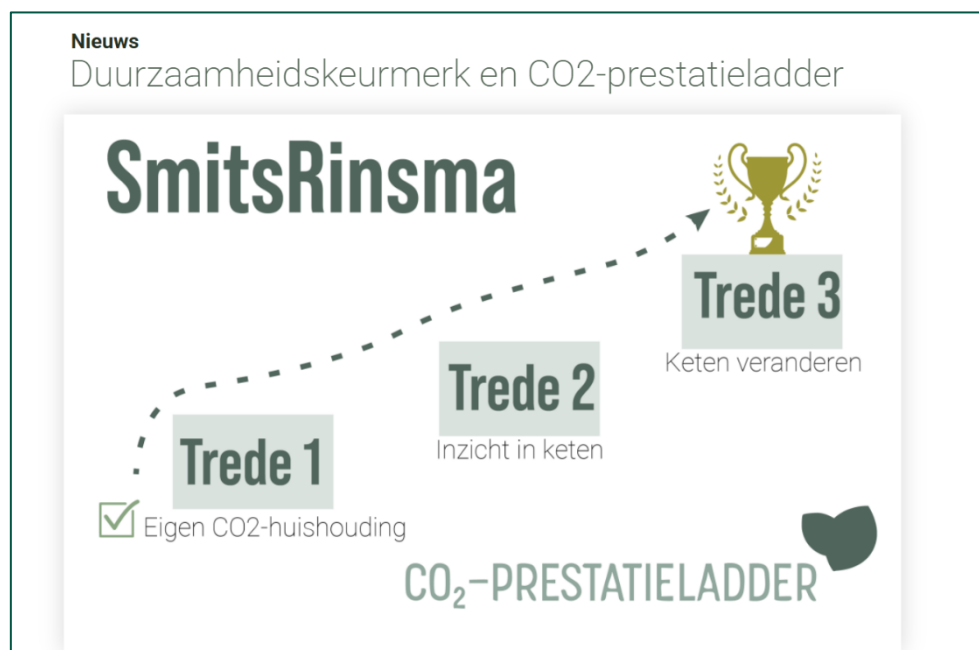 Nieuws
Duurzaamheidskeurmerk en CO2-prestatieladder
SmitsRinsma
Trede 3
Keten veranderen
Trede 2
Inzicht in keten
Trede 1
Eigen CO2-huishouding
CO₂-PRESTATIELADDER